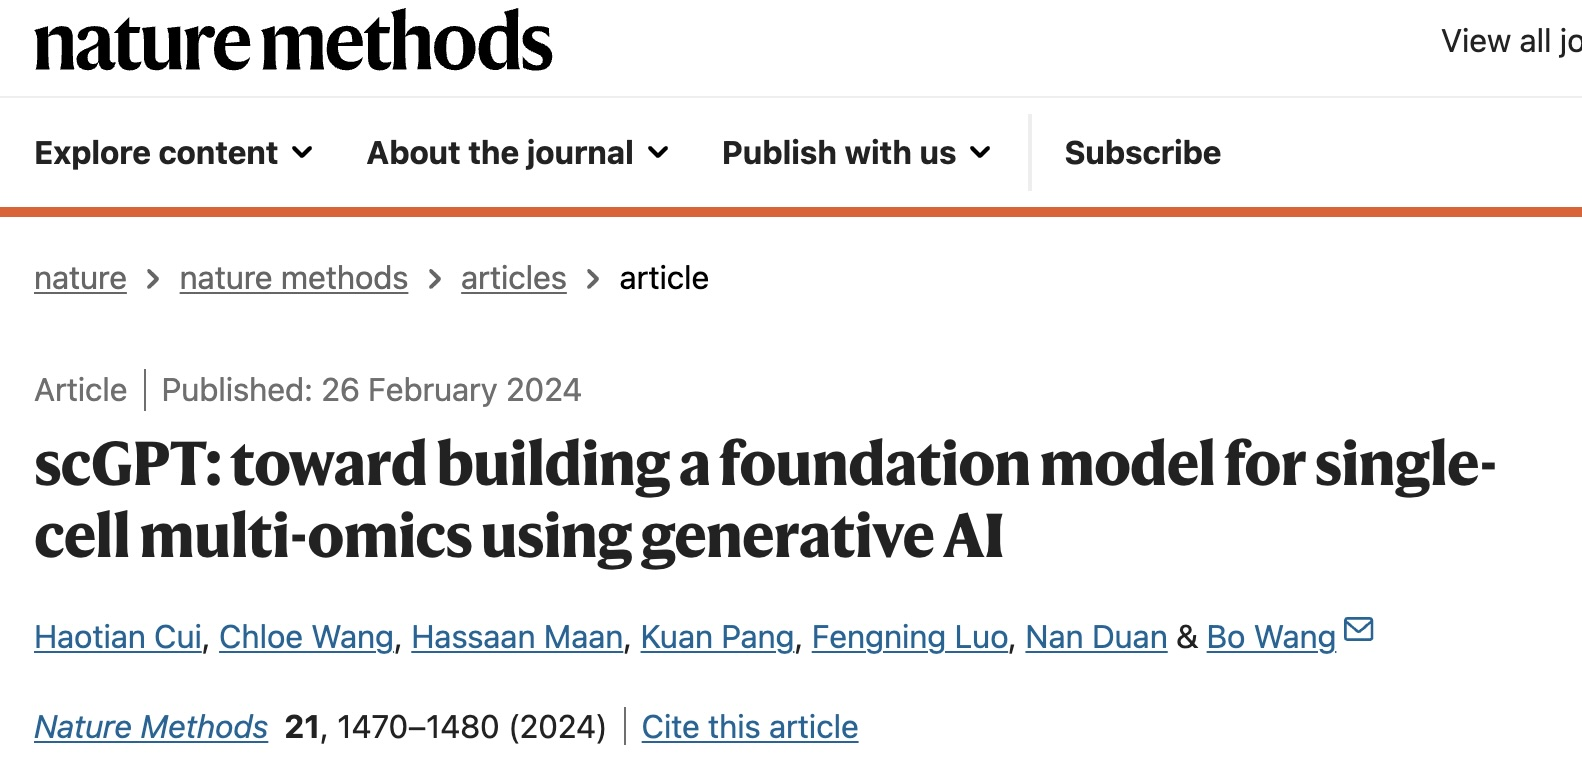 nature methods
View all jo
Explore content About the journal Publish with us Subscribe
nature > nature methods > articles > article
Article | Published: 26 February 2024
scGPT: toward building a foundation model for single-
cell multi-omics using generative AI
Haotian Cui, Chloe Wang, Hassaan Maan, Kuan Pang, Fengning Luo, Nan Duan & Bo Wang
Nature Methods 21, 1470–1480 (2024) | Cite this article